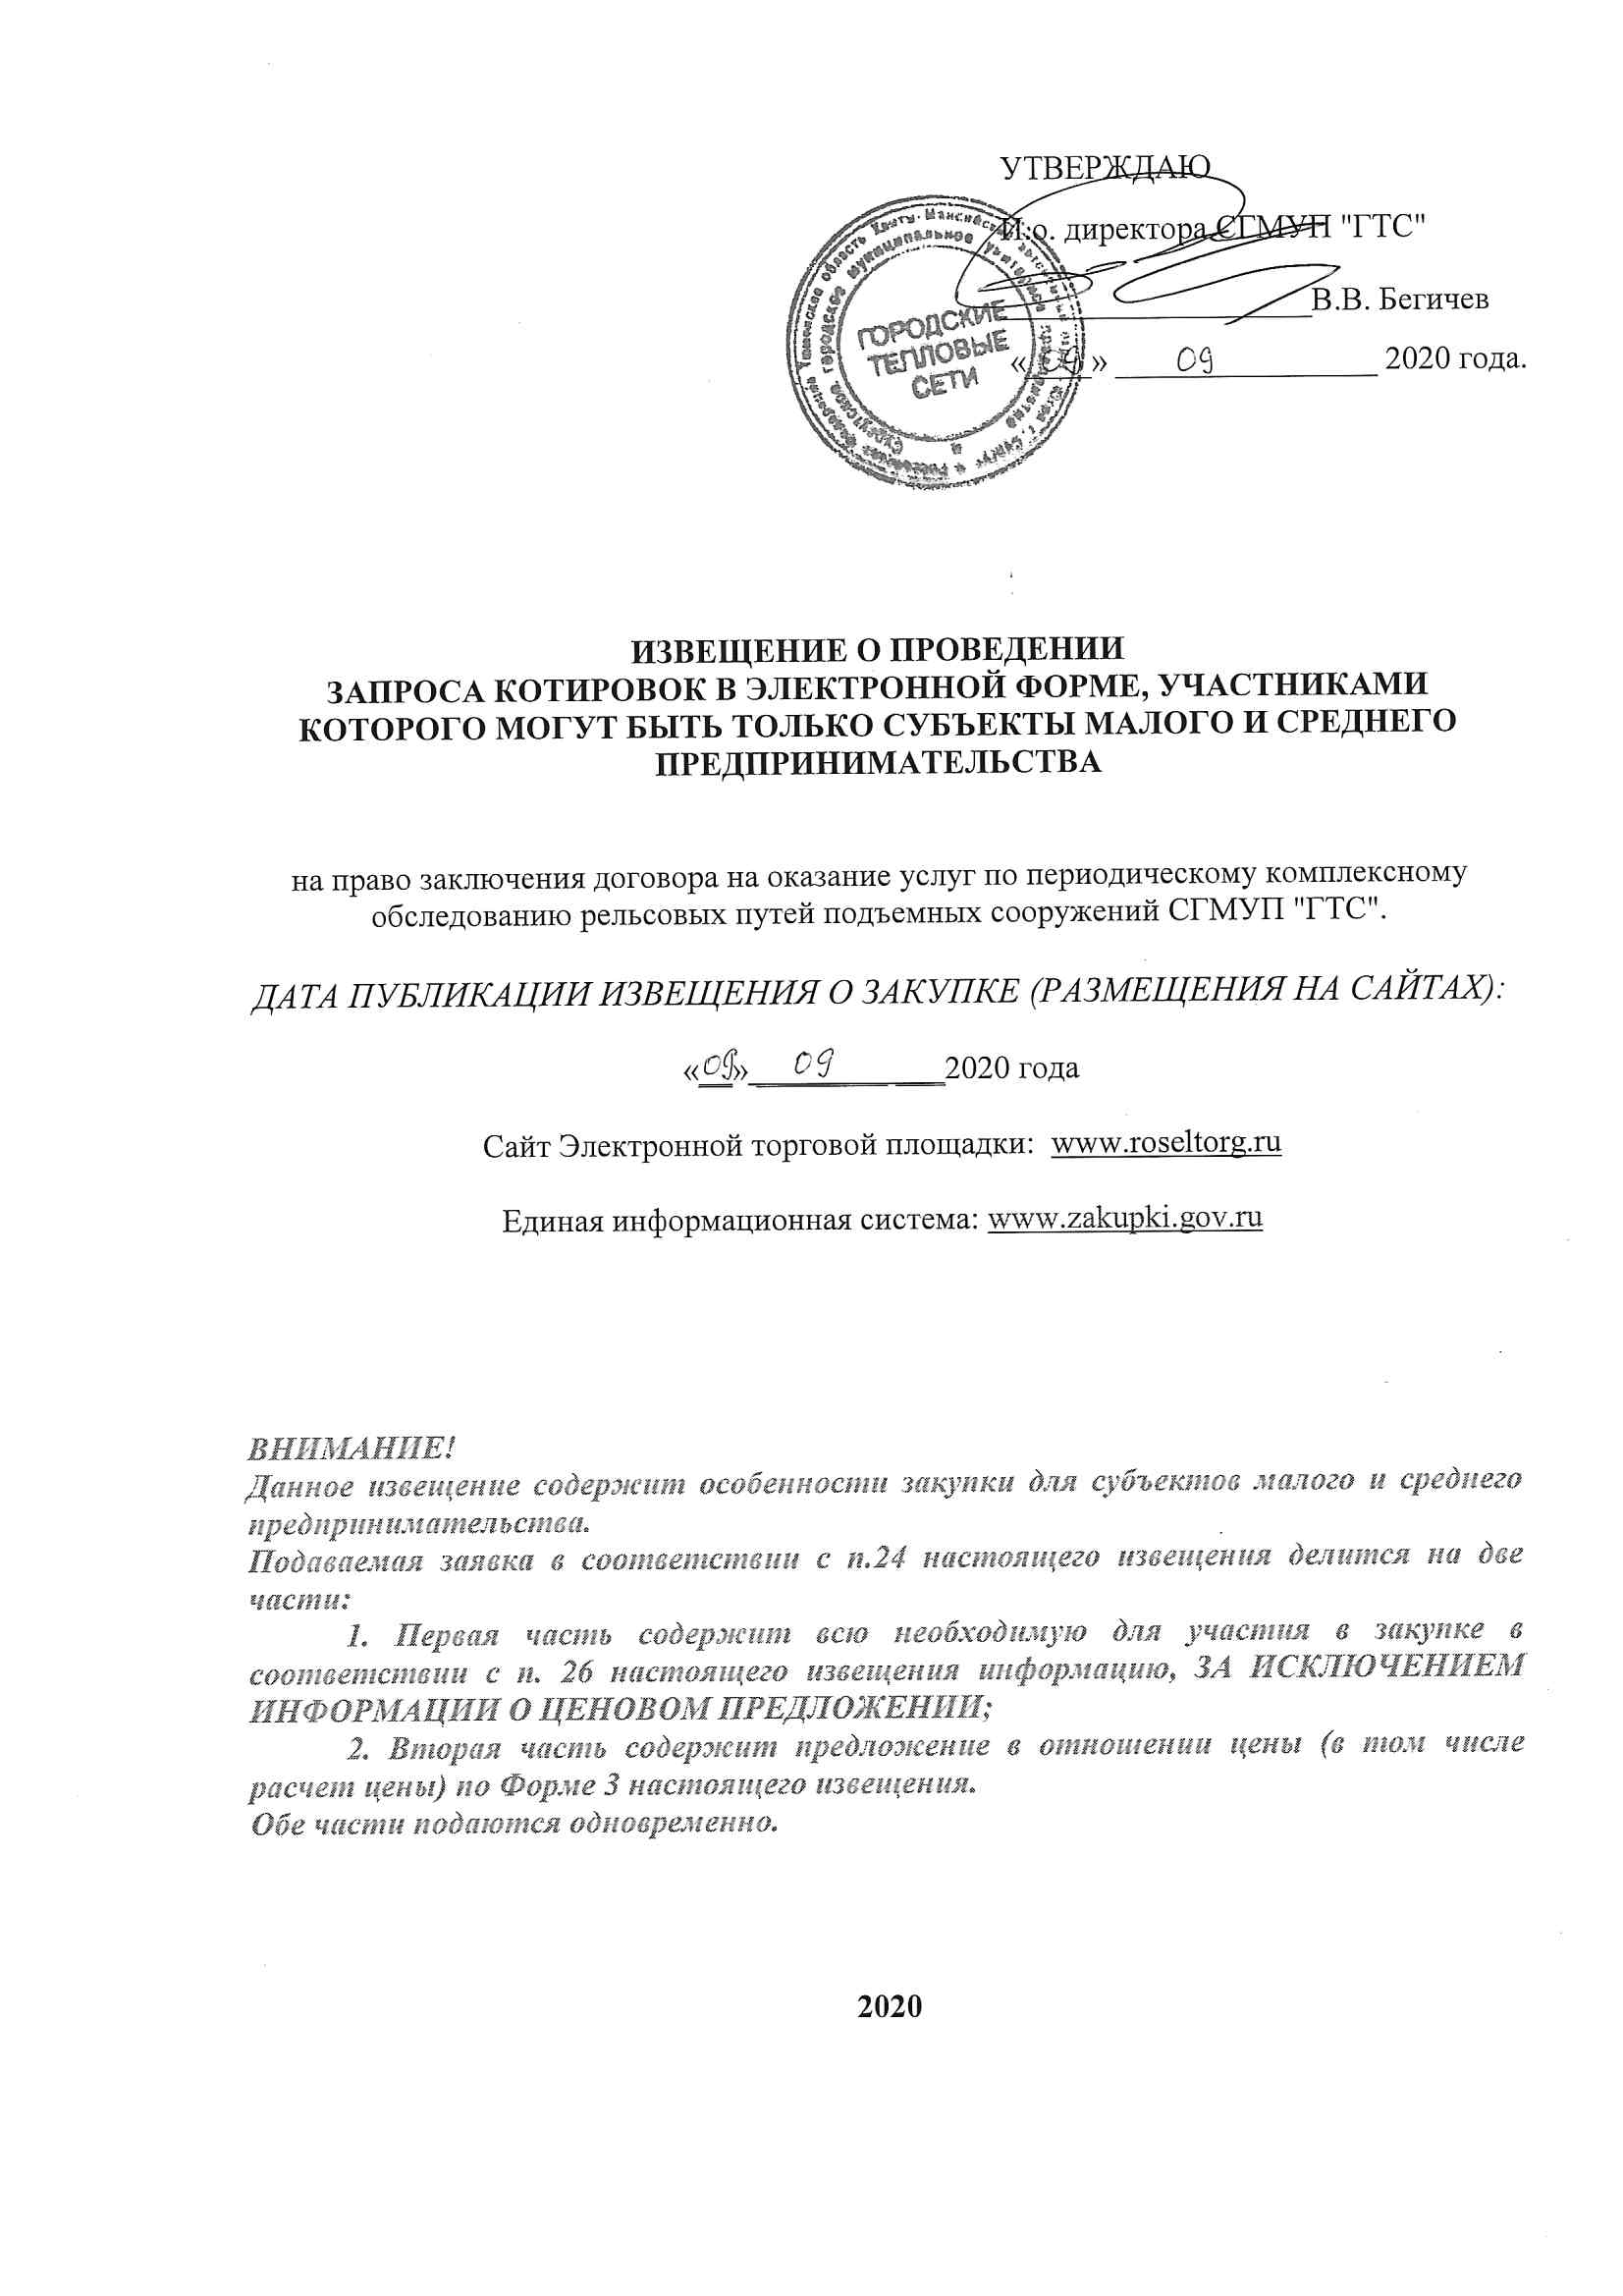 УТВЕРЖДАЮ
И.о. директора СГМУП "ГТС"
В.В. Бегичев
«09» 09 2020 года.
ГОРОДСКИЕ
ТЕПЛОВЫЕ
СЕТИ
ИЗВЕЩЕНИЕ О ПРОВЕДЕНИИ
ЗАПРОСА КОТИРОВОК В ЭЛЕКТРОННОЙ ФОРМЕ, УЧАСТНИКАМИ
КОТОРОГО МОГУТ БЫТЬ ТОЛЬКО СУБЪЕКТЫ МАЛОГО И СРЕДНЕГО
ПРЕДПРИНИМАТЕЛЬСТВА
на право заключения договора на оказание услуг по периодическому комплексному
обследованию рельсовых путей подъемных сооружений СГМУП "ГТС".
ДАТА ПУБЛИКАЦИИ ИЗВЕЩЕНИЯ О ЗАКУПКЕ (РАЗМЕЩЕНИЯ НА САЙТАХ):
«09» 09 2020 года
Сайт Электронной торговой площадки: www.roseltorg.ru
Единая информационная система: www.zakupki.gov.ru
ВНИМАНИЕ!
Данное извещение содержит особенности закупки для субъектов малого и среднего
предпринимательства.
Подаваемая заявка в соответствии с п.24 настоящего извещения делится на две
части:
1. Первая часть содержит всю необходимую для участия в закупке в
соответствии с п. 26 настоящего извещения информацию, ЗА ИСКЛЮЧЕНИЕМ
ИНФОРМАЦИИ О ЦЕНОВОМ ПРЕДЛОЖЕНИИ;
2. Вторая часть содержит предложение в отношении цены (в том числе
расчет цены) по Форме 3 настоящего извещения.
Обе части подаются одновременно.
2020